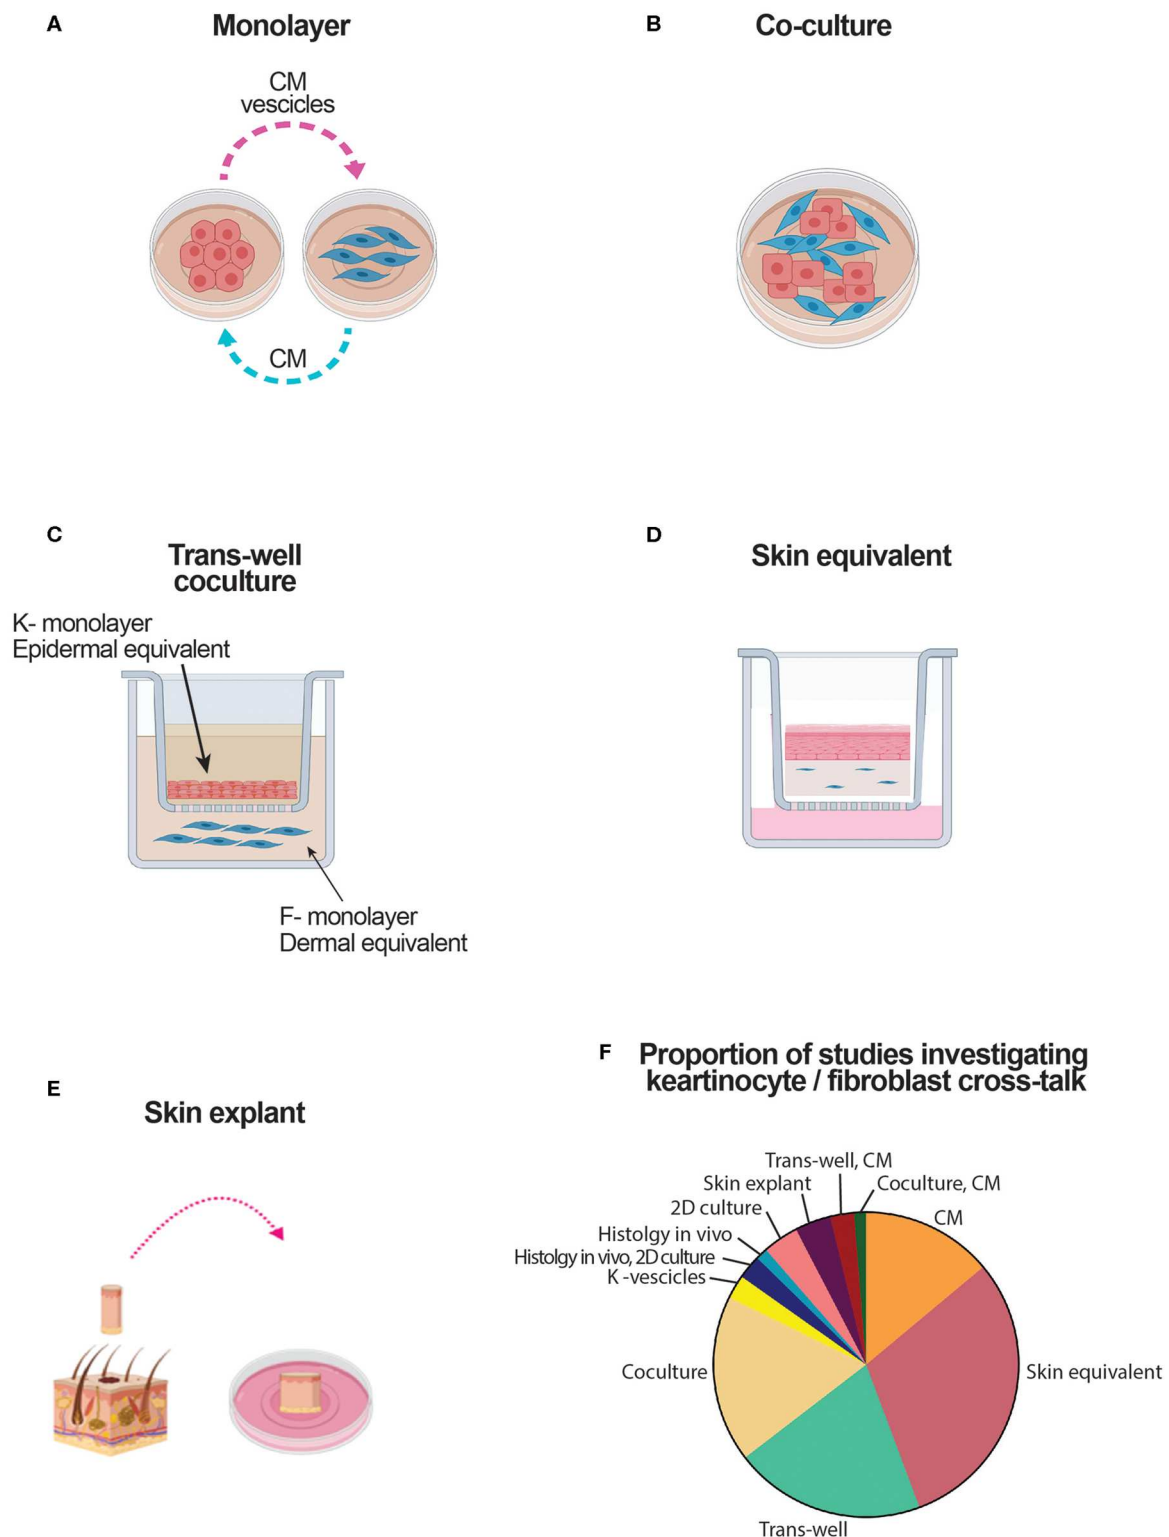 A
Monolayer
CM
vescicles
CM
B
Co-culture
C
Trans-well
coculture
K- monolayer
Epidermal equivalent
F- monolayer
Dermal equivalent
D
Skin equivalent
E
Skin explant
F
Proportion of studies investigating
keartinocyte / fibroblast cross-talk
Trans-well, CM
Skin explant
Coculture, CM
2D culture
CM
Histolgy in vivo
Histolgy in vivo, 2D culture
K -vescicles
Coculture
Skin equivalent
Trans-well